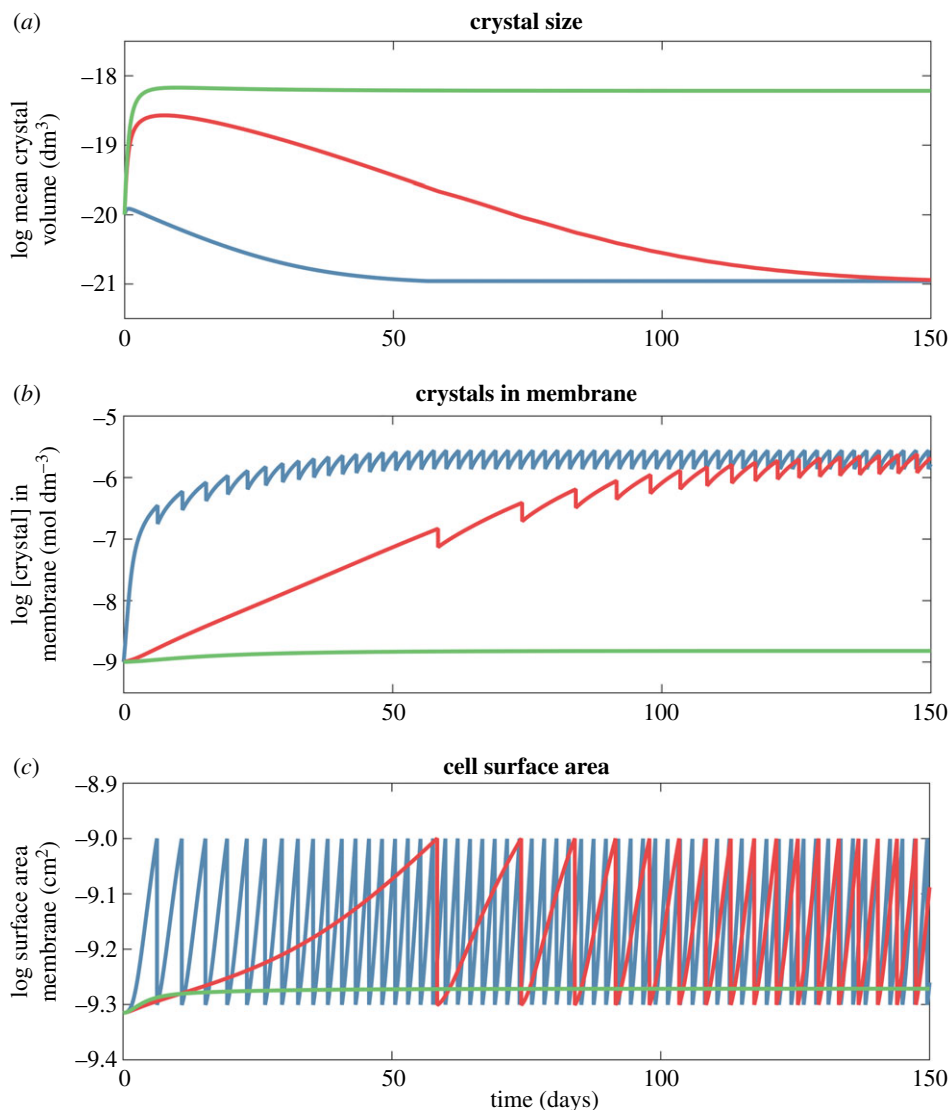 (a) crystal size
log mean crystal
volume (dm³)
−18
−19
−20
−21
0 50 100 150
(b) crystals in membrane
log [crystal] in
membrane (mol dm⁻³)
−5
−6
−7
−8
−9
0 50 100 150
(c) cell surface area
log surface area
membrane (cm²)
−8.9
−9.0
−9.1
−9.2
−9.3
−9.4
0 50 100 150
time (days)